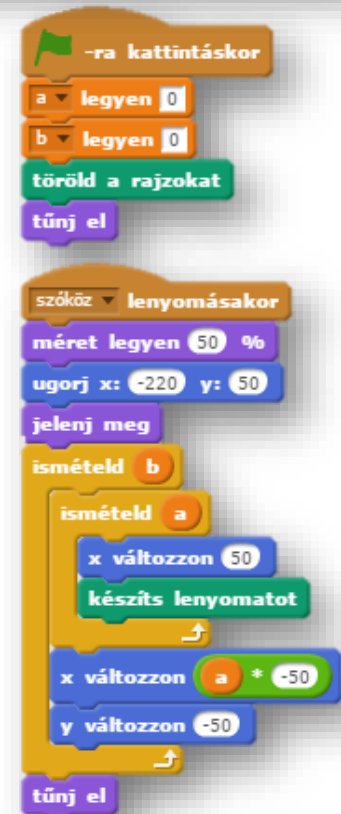 -ra kattintáskor
a legyen 0
b legyen 0
töröld a rajzokat
tűnj el
szóköz lenyomásakor
méret legyen 50 %
ugorj x: -220 y: 50
jelenj meg
ismételd b
ismételd a
x változzon 50
készíts lenyomatot
x változzon a * -50
y változzon -50
tűnj el